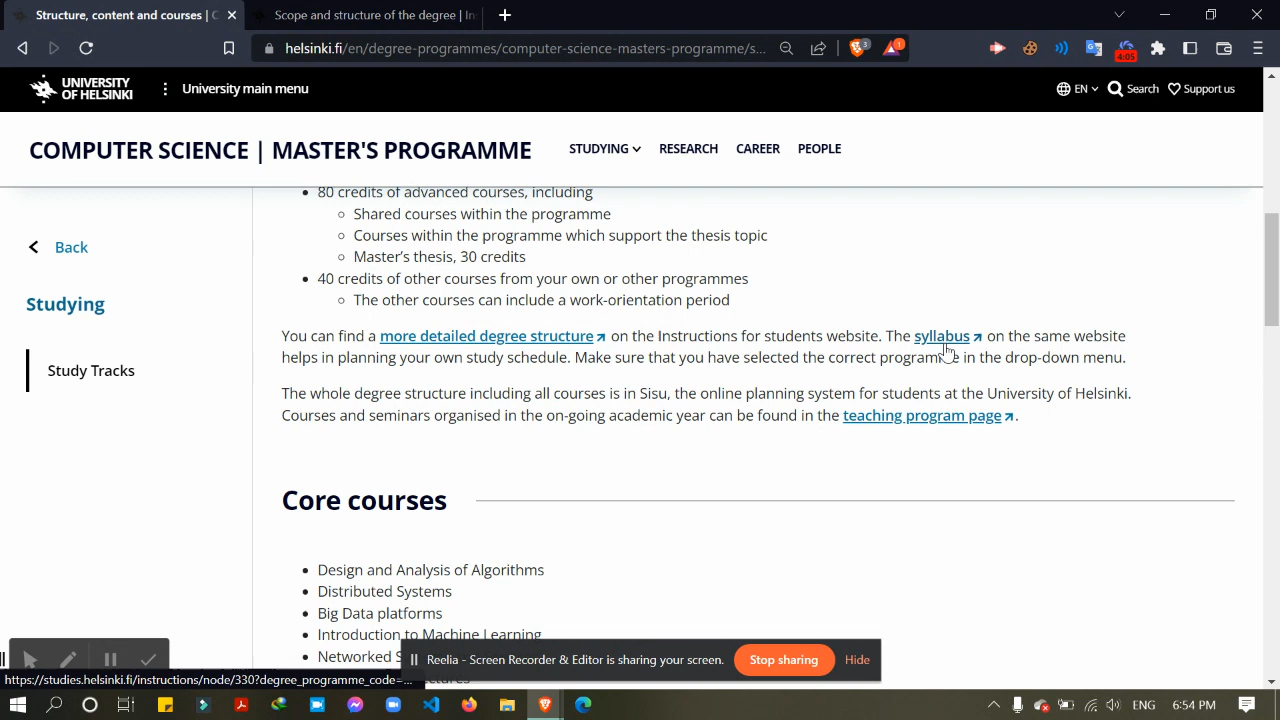 Structure, content and courses | C
Scope and structure of the degree | In
helsinki.fi/en/degree-programmes/computer-science-masters-programme/s...
3
1
4:05
UNIVERSITY
OF HELSINKI
University main menu
EN
Search
Support us
COMPUTER SCIENCE | MASTER'S PROGRAMME
STUDYING
RESEARCH
CAREER
PEOPLE
80 credits of advanced courses, including
Shared courses within the programme
Courses within the programme which support the thesis topic
Master's thesis, 30 credits
40 credits of other courses from your own or other programmes
The other courses can include a work-orientation period
Back
Studying
Study Tracks
You can find a more detailed degree structure on the Instructions for students website. The syllabus on the same website
helps in planning your own study schedule. Make sure that you have selected the correct programme in the drop-down menu.
The whole degree structure including all courses is in Sisu, the online planning system for students at the University of Helsinki.
Courses and seminars organised in the on-going academic year can be found in the teaching program page.
Core courses
Design and Analysis of Algorithms
Distributed Systems
Big Data platforms
Introduction to Machine Learning
Networked S
Reelia - Screen Recorder & Editor is sharing your screen.
Stop sharing
Hide
https://studies.helsinki.fi/instructions/node/330?degree_programme_code=...
ENG
6:54 PM